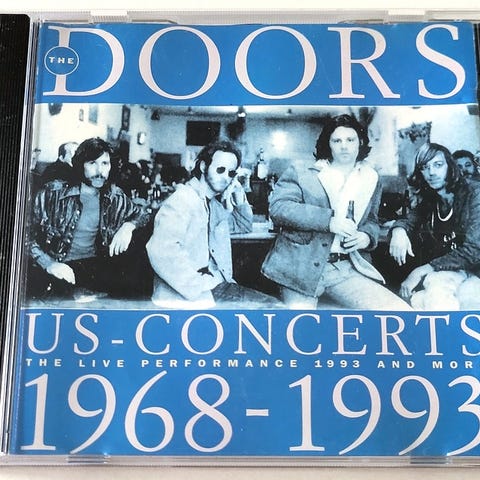 THE DOORS
US-CONCERTS
THE LIVE PERFORMANCE 1993 AND MOR
1968-1993